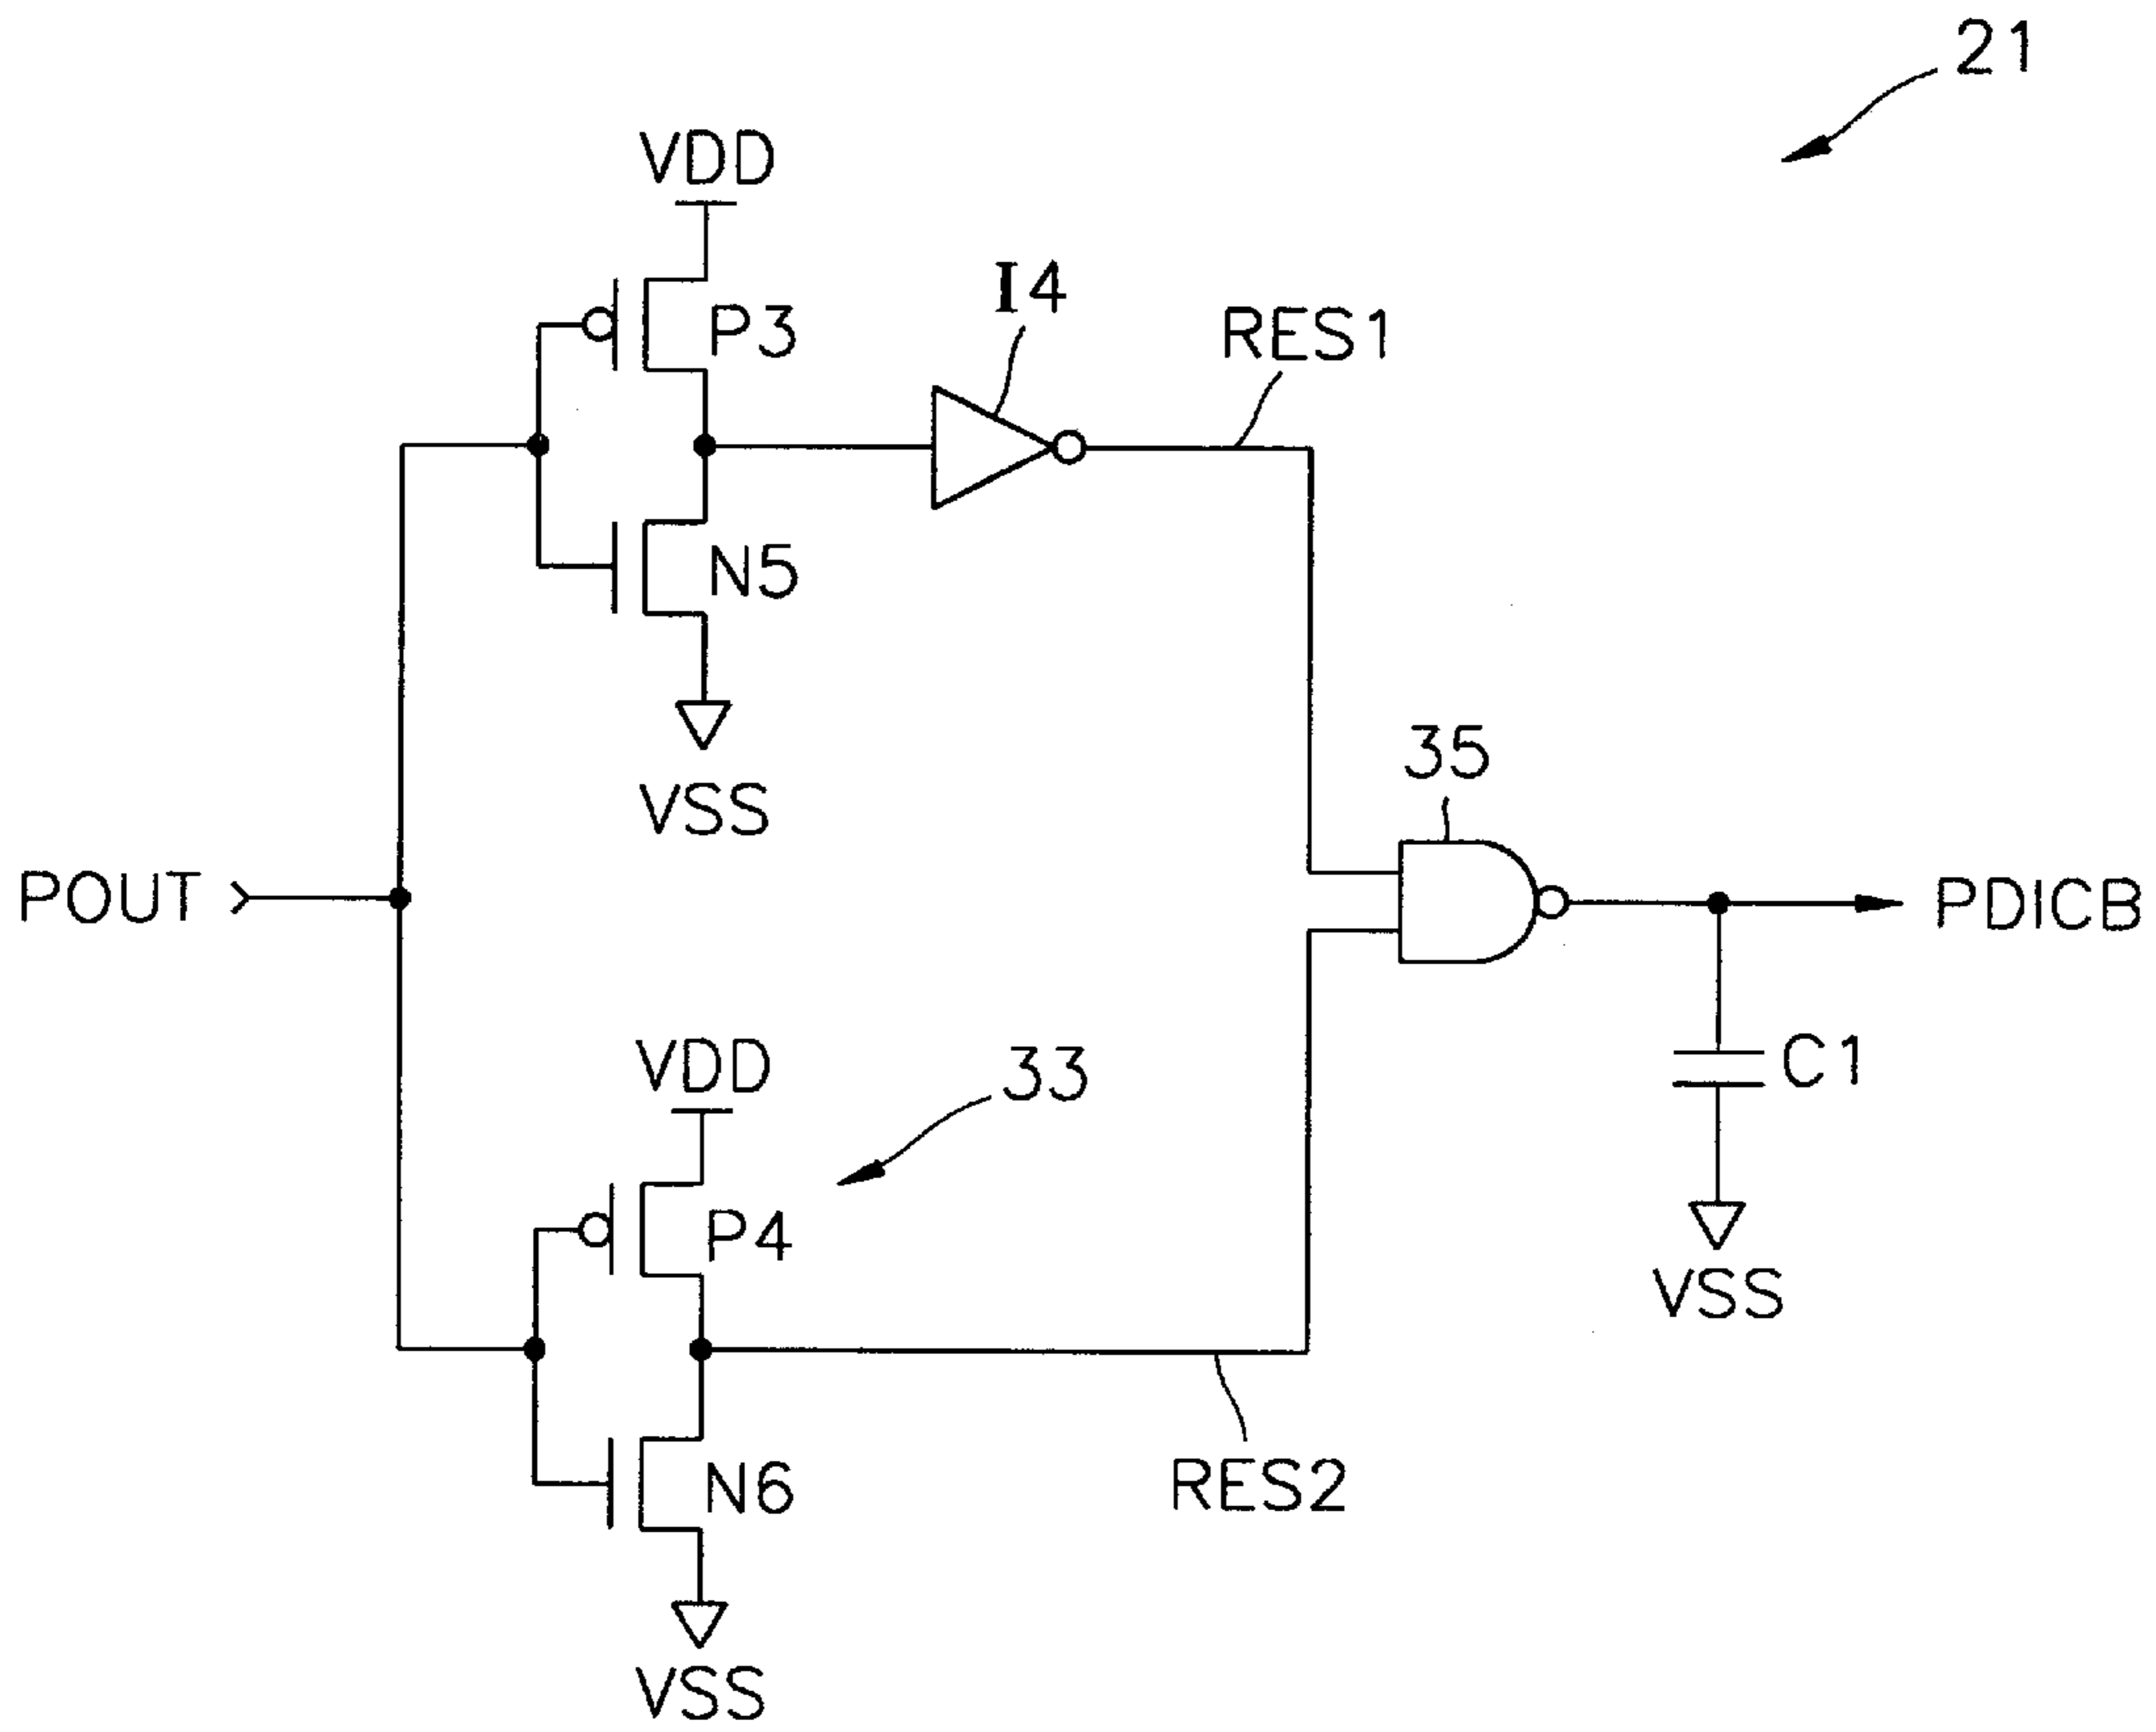 21
VDD
I4
P3
RES1
N5
35
VSS
POUT
PDICB
VDD
33
C1
P4
VSS
N6
RES2
VSS